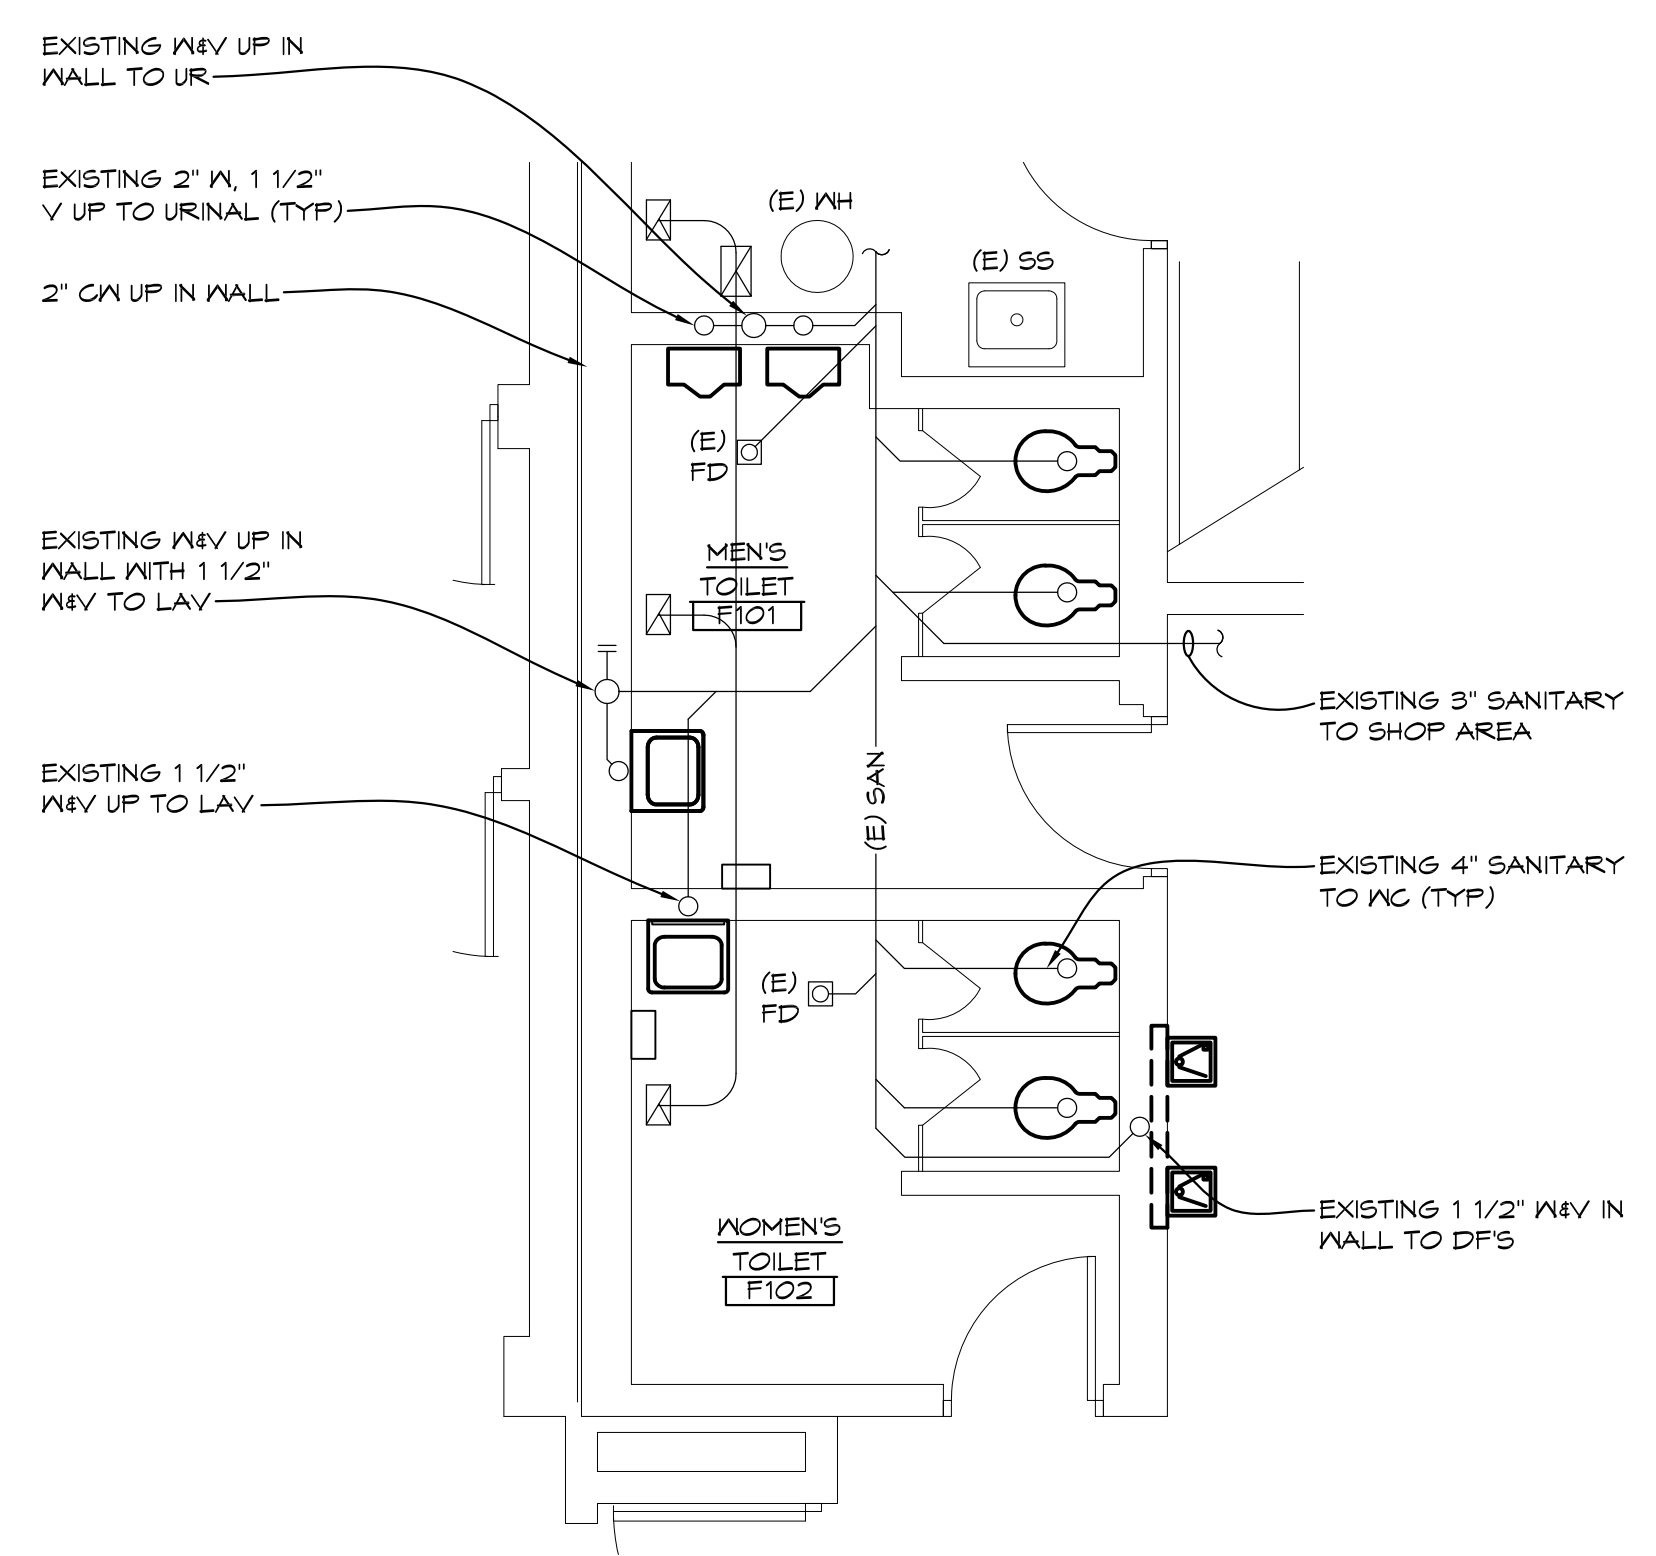 EXISTING W&V UP IN
WALL TO UR
EXISTING 2" W, 1 1/2"
V UP TO URINAL (TYP)
(E) WH
(E) SS
2" CW UP IN WALL
(E)
FD
EXISTING W&V UP IN
WALL WITH 1 1/2"
W&V TO LAV
MEN'S
TOILET
F101
EXISTING 3" SANITARY
TO SHOP AREA
EXISTING 1 1/2"
W&V UP TO LAV
(E) SAN
EXISTING 4" SANITARY
TO WC (TYP)
(E)
FD
EXISTING 1 1/2" W&V IN
WALL TO DF'S
WOMEN'S
TOILET
F102